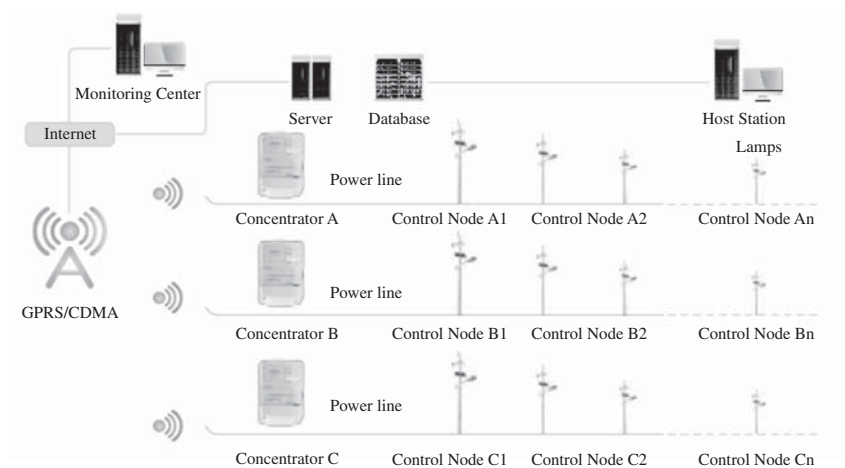 Monitoring Center
Server
Database
Host Station
Internet
Lamps
Power line
Concentrator A
Control Node A1
Control Node A2
Control Node An
Power line
GPRS/CDMA
Concentrator B
Control Node B1
Control Node B2
Control Node Bn
Power line
Concentrator C
Control Node C1
Control Node C2
Control Node Cn